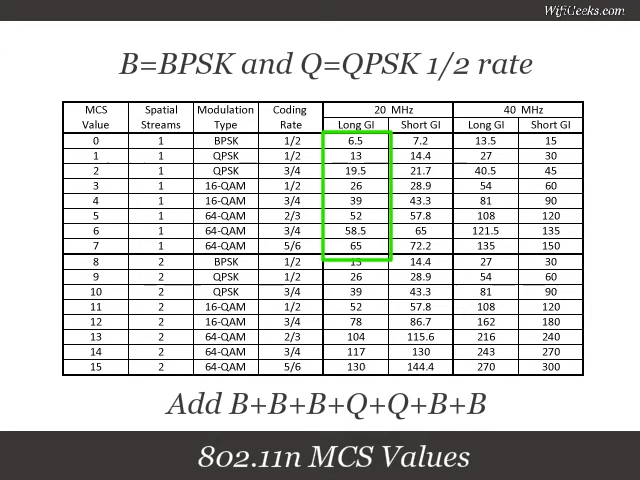 WifiGeeks.com
B=BPSK and Q=QPSK 1/2 rate
MCS Value Spatial Streams Modulation Type Coding Rate 20 MHz 40 MHz
Long GI Short GI Long GI Short GI
0 1 BPSK 1/2 6.5 7.2 13.5 15
1 1 QPSK 1/2 13 14.4 27 30
2 1 QPSK 3/4 19.5 21.7 40.5 45
3 1 16-QAM 1/2 26 28.9 54 60
4 1 16-QAM 3/4 39 43.3 81 90
5 1 64-QAM 2/3 52 57.8 108 120
6 1 64-QAM 3/4 58.5 65 121.5 135
7 1 64-QAM 5/6 65 72.2 135 150
8 2 BPSK 1/2 13 14.4 27 30
9 2 QPSK 1/2 26 28.9 54 60
10 2 QPSK 3/4 39 43.3 81 90
11 2 16-QAM 1/2 52 57.8 108 120
12 2 16-QAM 3/4 78 86.7 162 180
13 2 64-QAM 2/3 104 115.6 216 240
14 2 64-QAM 3/4 117 130 243 270
15 2 64-QAM 5/6 130 144.4 270 300
Add B+B+B+Q+Q+B+B
802.11n MCS Values